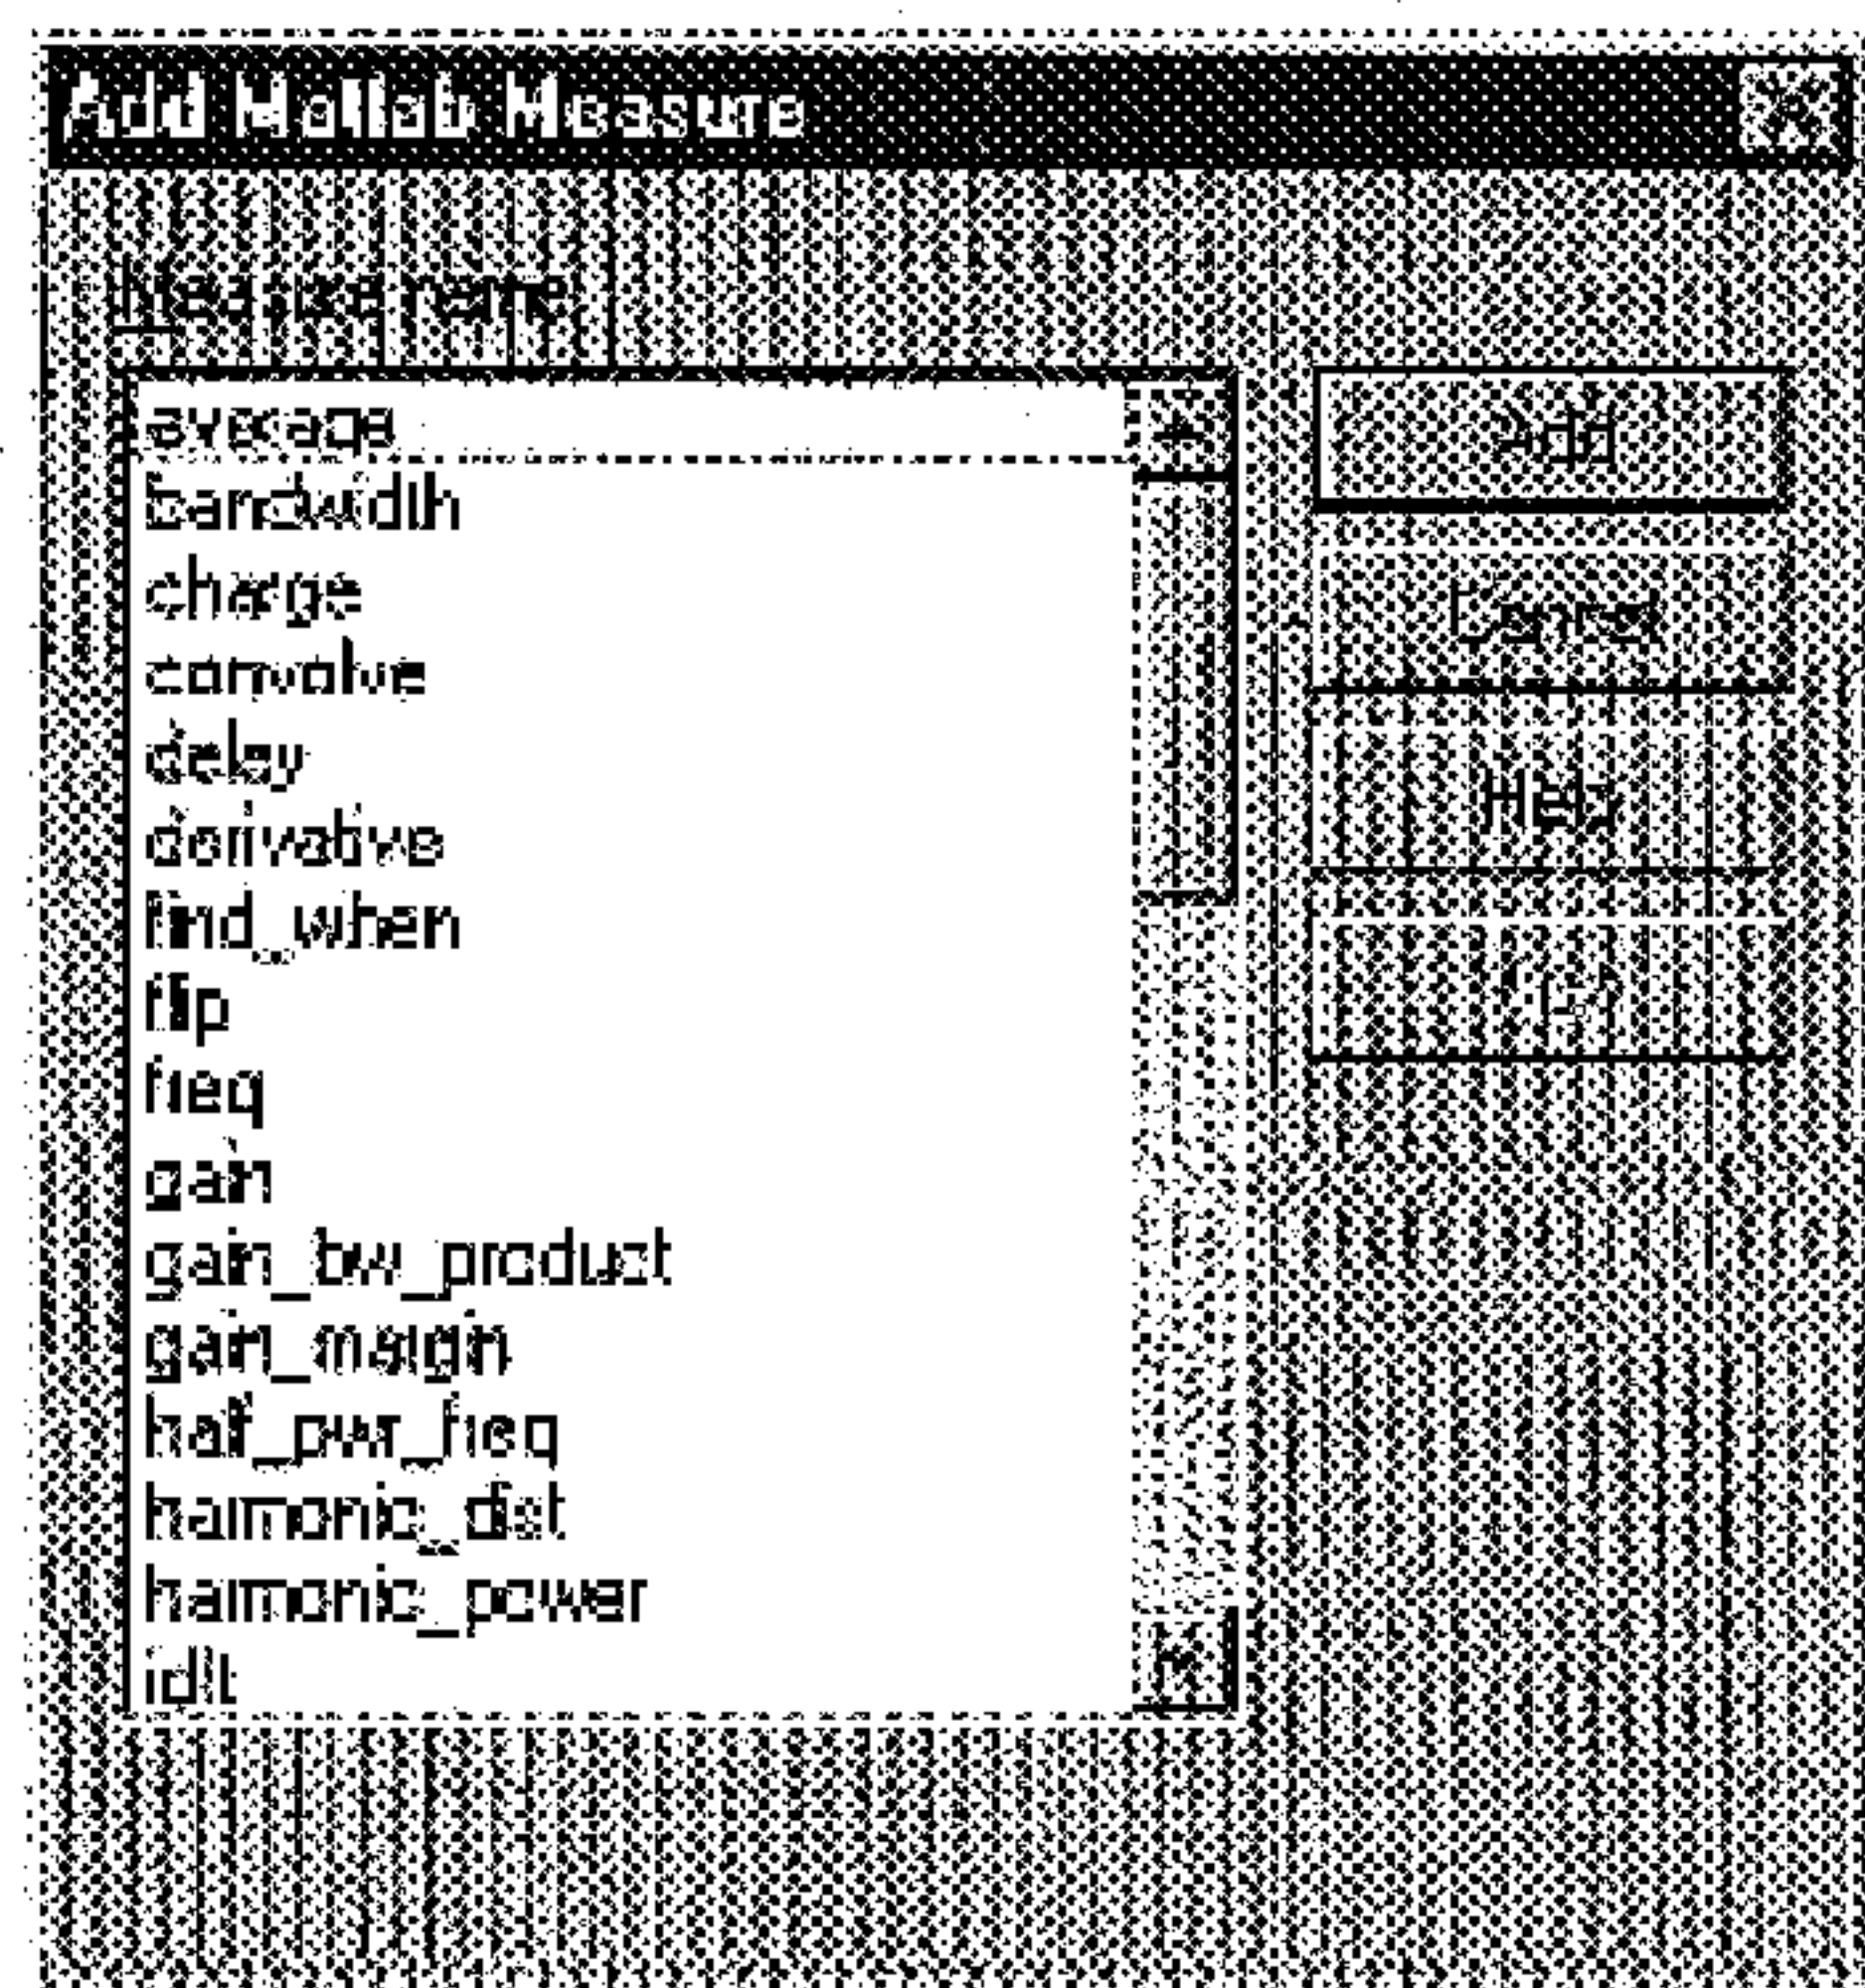 Add Matlab Measure
Measure name:
average
bandwidth
charge
convolve
delay
derivative
find_when
flip
freq
gain
gain_bw_product
gain_margin
half_pwr_freq
harmonic_dist
harmonic_power
Add
Cancel
Help